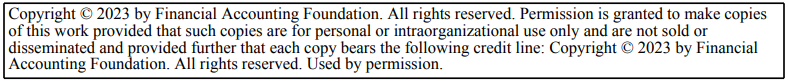 Copyright © 2023 by Financial Accounting Foundation. All rights reserved. Permission is granted to make copies
of this work provided that such copies are for personal or intraorganizational use only and are not sold or
disseminated and provided further that each copy bears the following credit line: Copyright © 2023 by Financial
Accounting Foundation. All rights reserved. Used by permission.